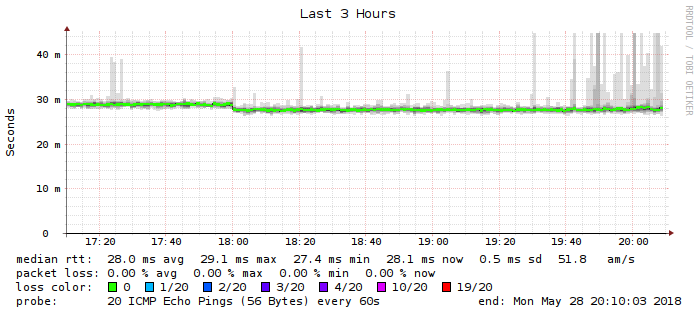 Last 3 Hours
RRDTOOL / TOBI OETIKER
Seconds
40 m
30 m
20 m
10 m
0
17:20 17:40 18:00 18:20 18:40 19:00 19:20 19:40 20:00
median rtt: 28.0 ms avg 29.1 ms max 27.4 ms min 28.1 ms now 0.5 ms sd 51.8 am/s
packet loss: 0.00 % avg 0.00 % max 0.00 % min 0.00 % now
loss color: 0 1/20 2/20 3/20 4/20 10/20 19/20
probe: 20 ICMP Echo Pings (56 Bytes) every 60s end: Mon May 28 20:10:03 2018